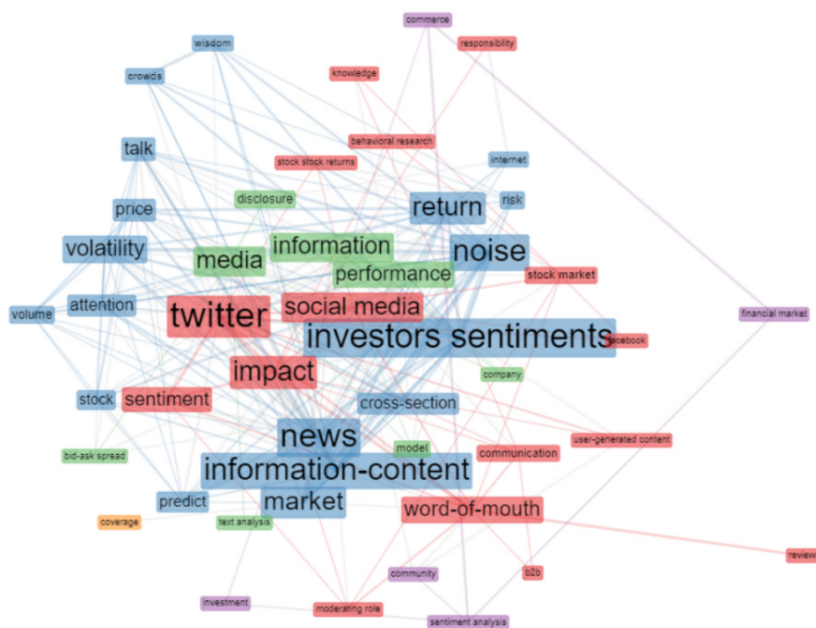 commerce
wisdom
responsibility
knowledge
crowds
behavioral research
talk
internet
stock stock returns
disclosure
risk
price
return
information
volatility
noise
media
performance
stock market
attention
social media
volume
twitter
financial market
investors sentiments
facebook
impact
company
stock
sentiment
cross-section
news
user-generated content
model
communication
bid-ask spread
information-content
market
predict
word-of-mouth
coverage
text analysis
review
community
b2b
investment
moderating role
sentiment analysis